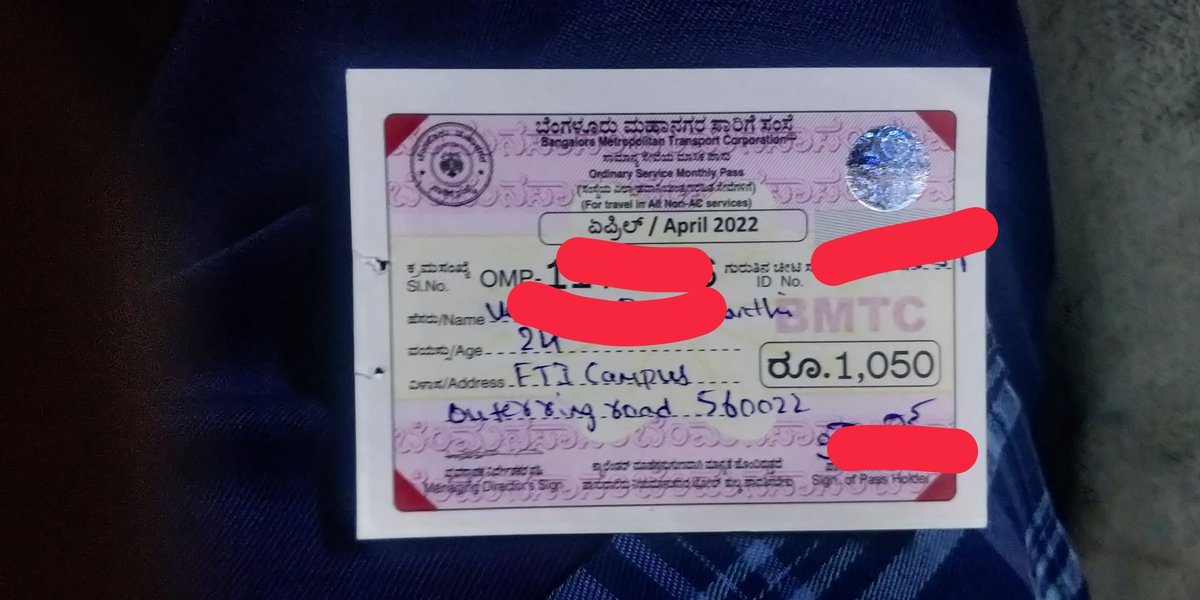 ಬೆಂಗಳೂರು ಮಹಾನಗರ ಸಾರಿಗೆ ಸಂಸ್ಥೆ
Bangalore Metropolitan Transport Corporation
ಸಾಮಾನ್ಯ ಸೇವೆಯ ಮಾಸಿಕ ಪಾಸು
Ordinary Service Monthly Pass
(For travel in All Non-AC services)
ಏಪ್ರಿಲ್ / April 2022
ಕ್ರಮಸಂಖ್ಯೆ
Sl.No. OMP-
ಗುರುತಿನ ಚೀಟಿ
ID No.
ಹೆಸರು/Name
BMTC
ವಯಸ್ಸು/Age 24
ವಿಳಾಸ/Address ETI Campus
ರೂ.1,050
Outerring road 560022
Managing Director's Sign.
Sign. of Pass Holder